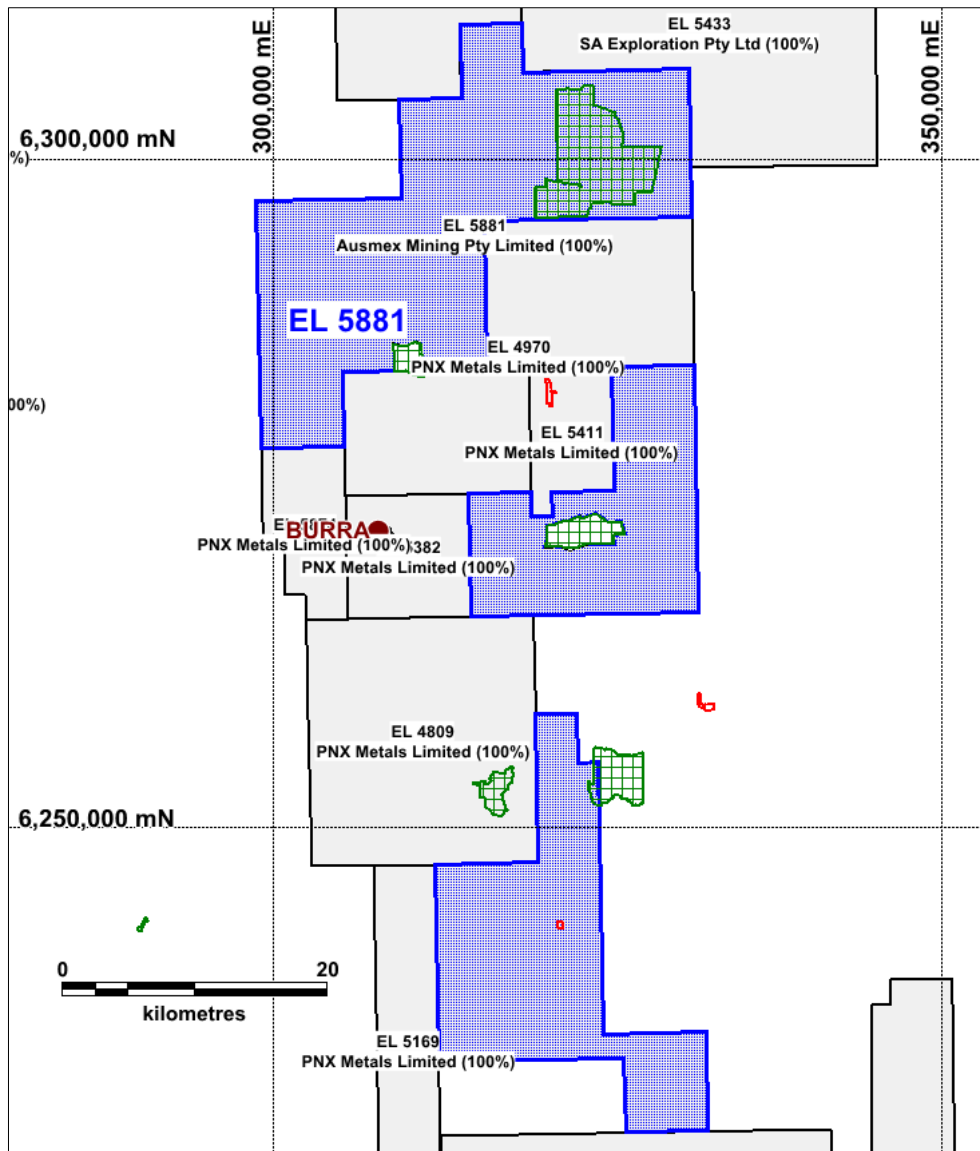 EL 5433
SA Exploration Pty Ltd (100%)
300,000 mE
350,000 mE
6,300,000 mN
%)
EL 5881
Ausmex Mining Pty Limited (100%)
EL 5881
EL 4970
PNX Metals Limited (100%)
00%)
EL 5411
PNX Metals Limited (100%)
BURRA
PNX Metals Limited (100%)
382
PNX Metals Limited (100%)
EL 4809
PNX Metals Limited (100%)
6,250,000 mN
0 20
kilometres
EL 5169
PNX Metals Limited (100%)